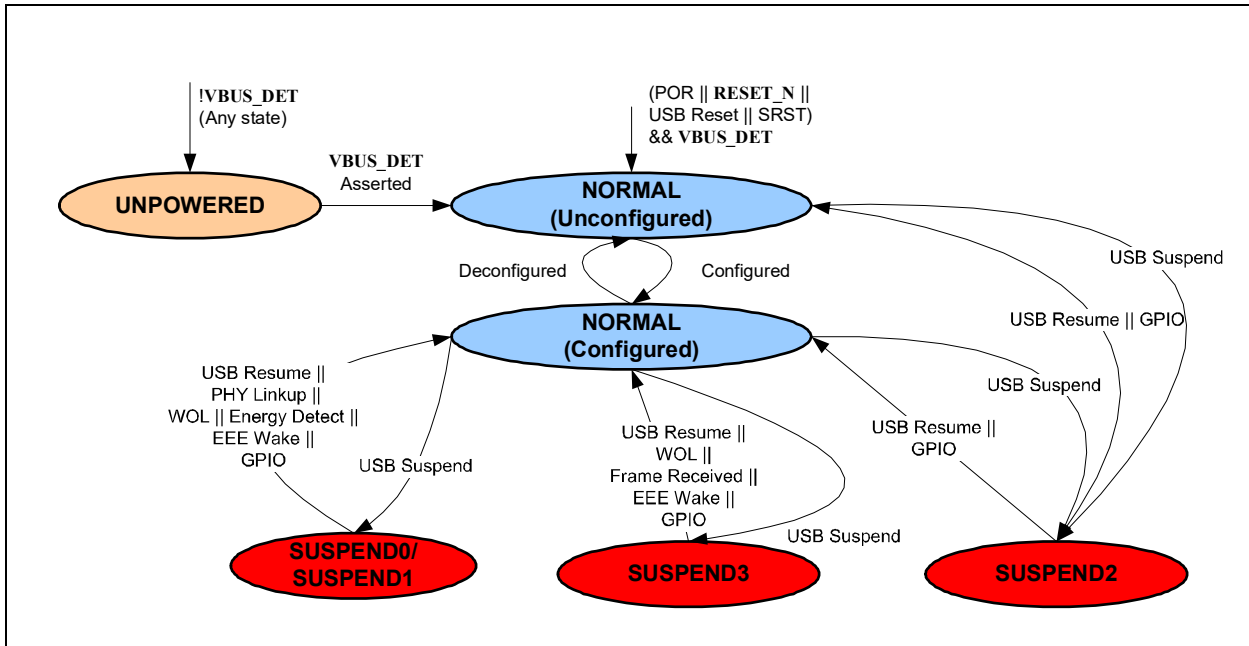 !VBUS_DET
(Any state)
(POR || RESET_N ||
USB Reset || SRST)
&& VBUS_DET
VBUS_DET
Asserted
UNPOWERED
NORMAL
(Unconfigured)
Deconfigured
Configured
USB Suspend
USB Resume || GPIO
NORMAL
(Configured)
USB Resume ||
PHY Linkup ||
WOL || Energy Detect ||
EEE Wake ||
GPIO
USB Suspend
USB Resume ||
WOL ||
Frame Received ||
EEE Wake ||
GPIO
USB Suspend
USB Resume ||
GPIO
USB Suspend
SUSPEND0/
SUSPEND1
SUSPEND3
SUSPEND2